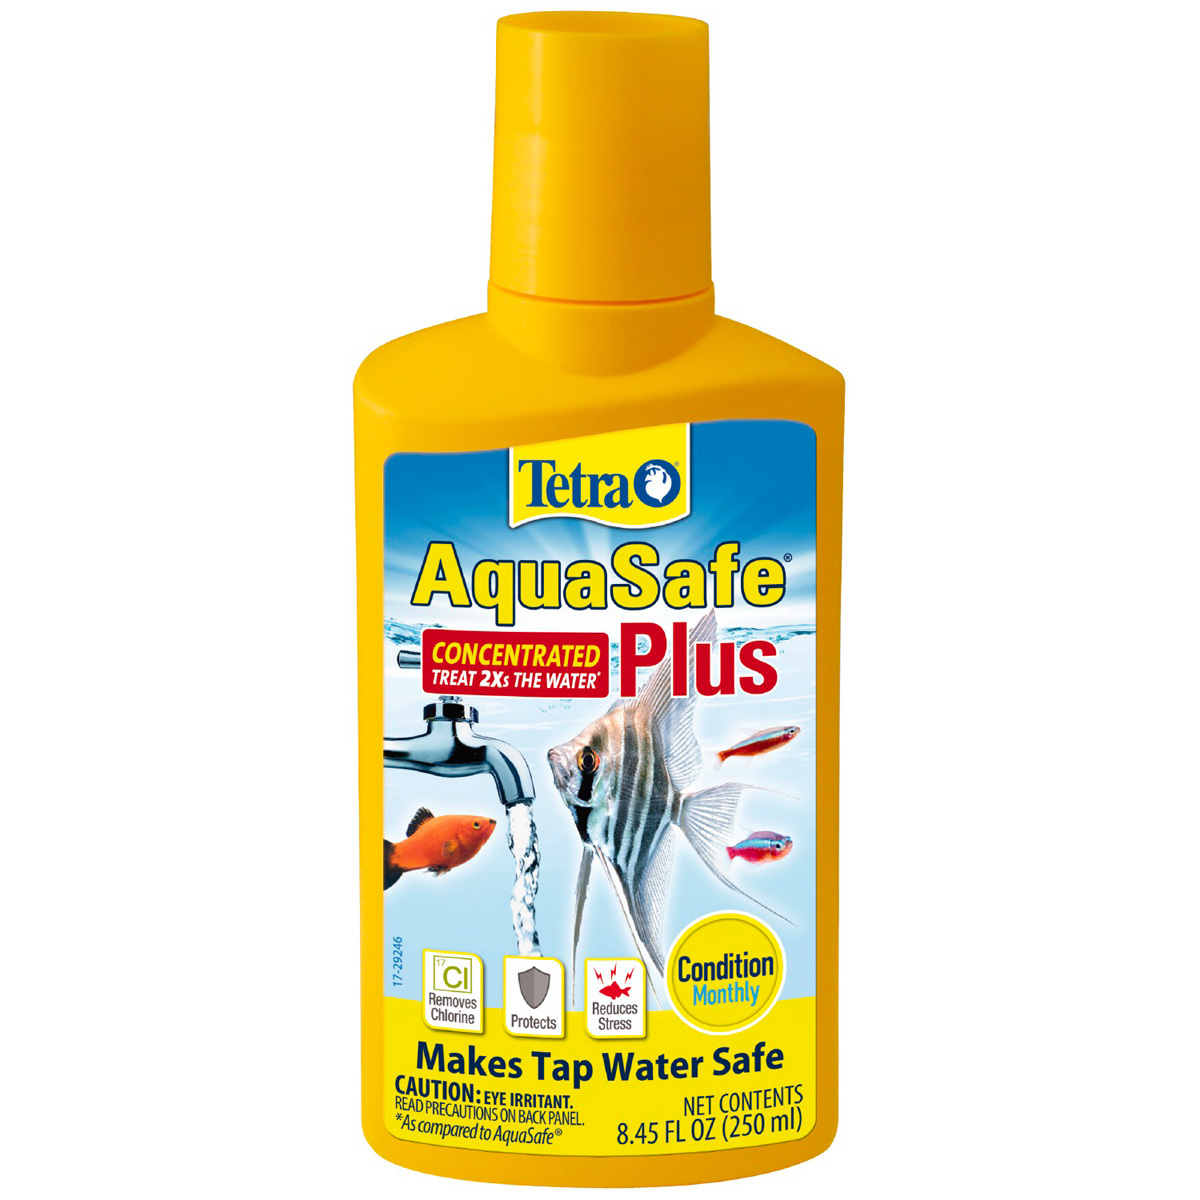 Tetra®
AquaSafe®
CONCENTRATED
TREAT 2Xs THE WATER*
Plus
17-29246
17
Cl
Removes
Chlorine
Protects
Reduces
Stress
Condition
Monthly
Makes Tap Water Safe
CAUTION: EYE IRRITANT.
READ PRECAUTIONS ON BACK PANEL.
*As compared to AquaSafe®
NET CONTENTS
8.45 FL OZ (250 ml)